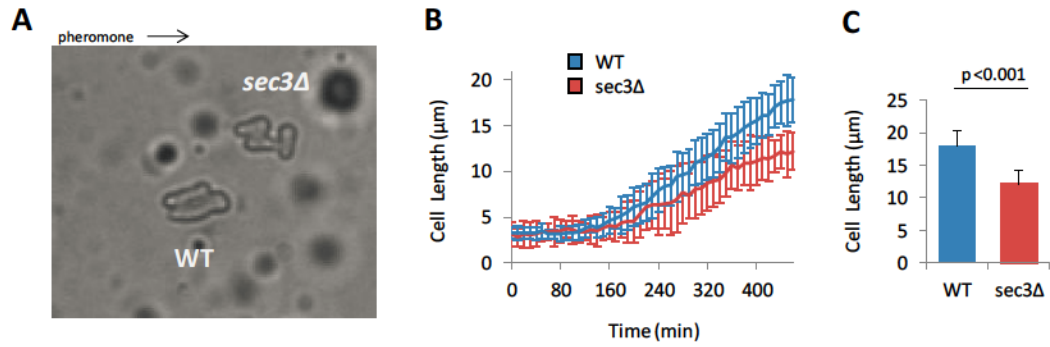 A
pheromone
sec3Δ
WT
B
WT
sec3Δ
Cell Length (µm)
20
15
10
5
0
0 80 160 240 320 400
Time (min)
C
p<0.001
Cell Length (µm)
25
20
15
10
5
0
WT sec3Δ